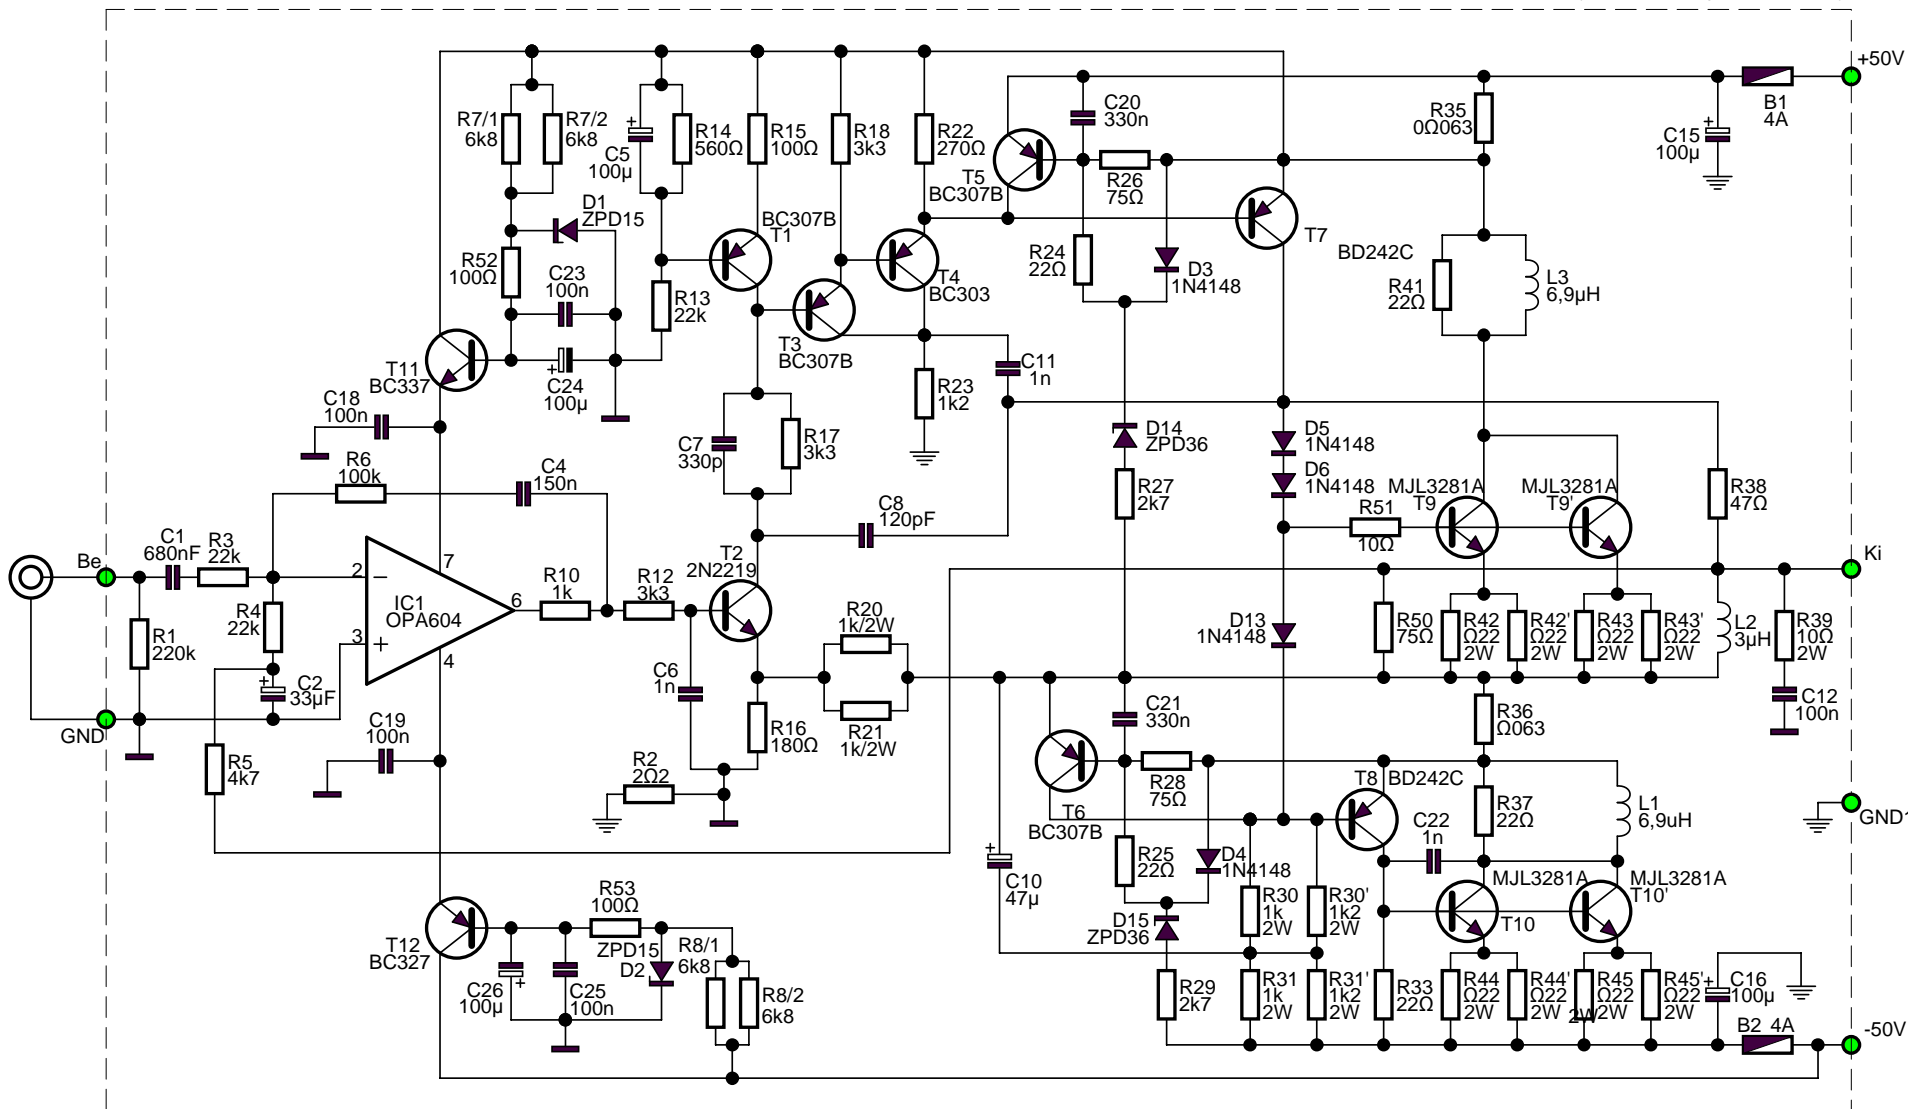 +50V
B1
4A
R35
0Ω063
C15
100µ
C20
330n
R7/1
6k8
R7/2
6k8
C5
100µ
R14
560Ω
R15
100Ω
R18
3k3
R22
270Ω
T5
BC307B
R26
75Ω
D1
ZPD15
BC307B
T1
T7
BD242C
R52
100Ω
C23
100n
R13
22k
T4
BC303
R24
22Ω
D3
1N4148
R41
22Ω
L3
6,9µH
T3
BC307B
T11
BC337
C24
100µ
C11
1n
R23
1k2
C18
100n
C7
330p
R17
3k3
D14
ZPD36
D5
1N4148
D6
1N4148
R6
100k
C4
150n
R27
2k7
MJL3281A
T9
MJL3281A
T9'
R38
47Ω
C8
120pF
R51
10Ω
Be
C1
680nF
R3
22k
2
−
7
T2
2N2219
Ki
R10
1k
R12
3k3
6
IC1
OPA604
R4
22k
R1
220k
3
+
4
R20
1k/2W
D13
1N4148
R50
75Ω
R42
Ω22
2W
R42'
Ω22
2W
R43
Ω22
2W
R43'
Ω22
2W
L2
3µH
R39
10Ω
2W
C6
1n
C2
+
33µF
GND
C19
100n
R16
180Ω
R21
1k/2W
C21
330n
R36
Ω063
C12
100n
R5
4k7
R2
2Ω2
R28
75Ω
T8
BD242C
T6
BC307B
C22
1n
R37
22Ω
L1
6,9uH
GND1
C10
47µ
R25
22Ω
D4
1N4148
MJL3281A
T10
MJL3281A
T10'
R53
100Ω
R30
1k
2W
R30'
1k2
2W
D15
ZPD36
T12
BC327
ZPD15
D2
R8/1
6k8
C26
100µ
C25
100n
R8/2
6k8
R29
2k7
R31
1k
2W
R31'
1k2
2W
R33
22Ω
R44
Ω22
2W
R44'
Ω22
2W
R45
Ω22
2W
R45'
Ω22
2W
C16
100µ
B2 4A
-50V